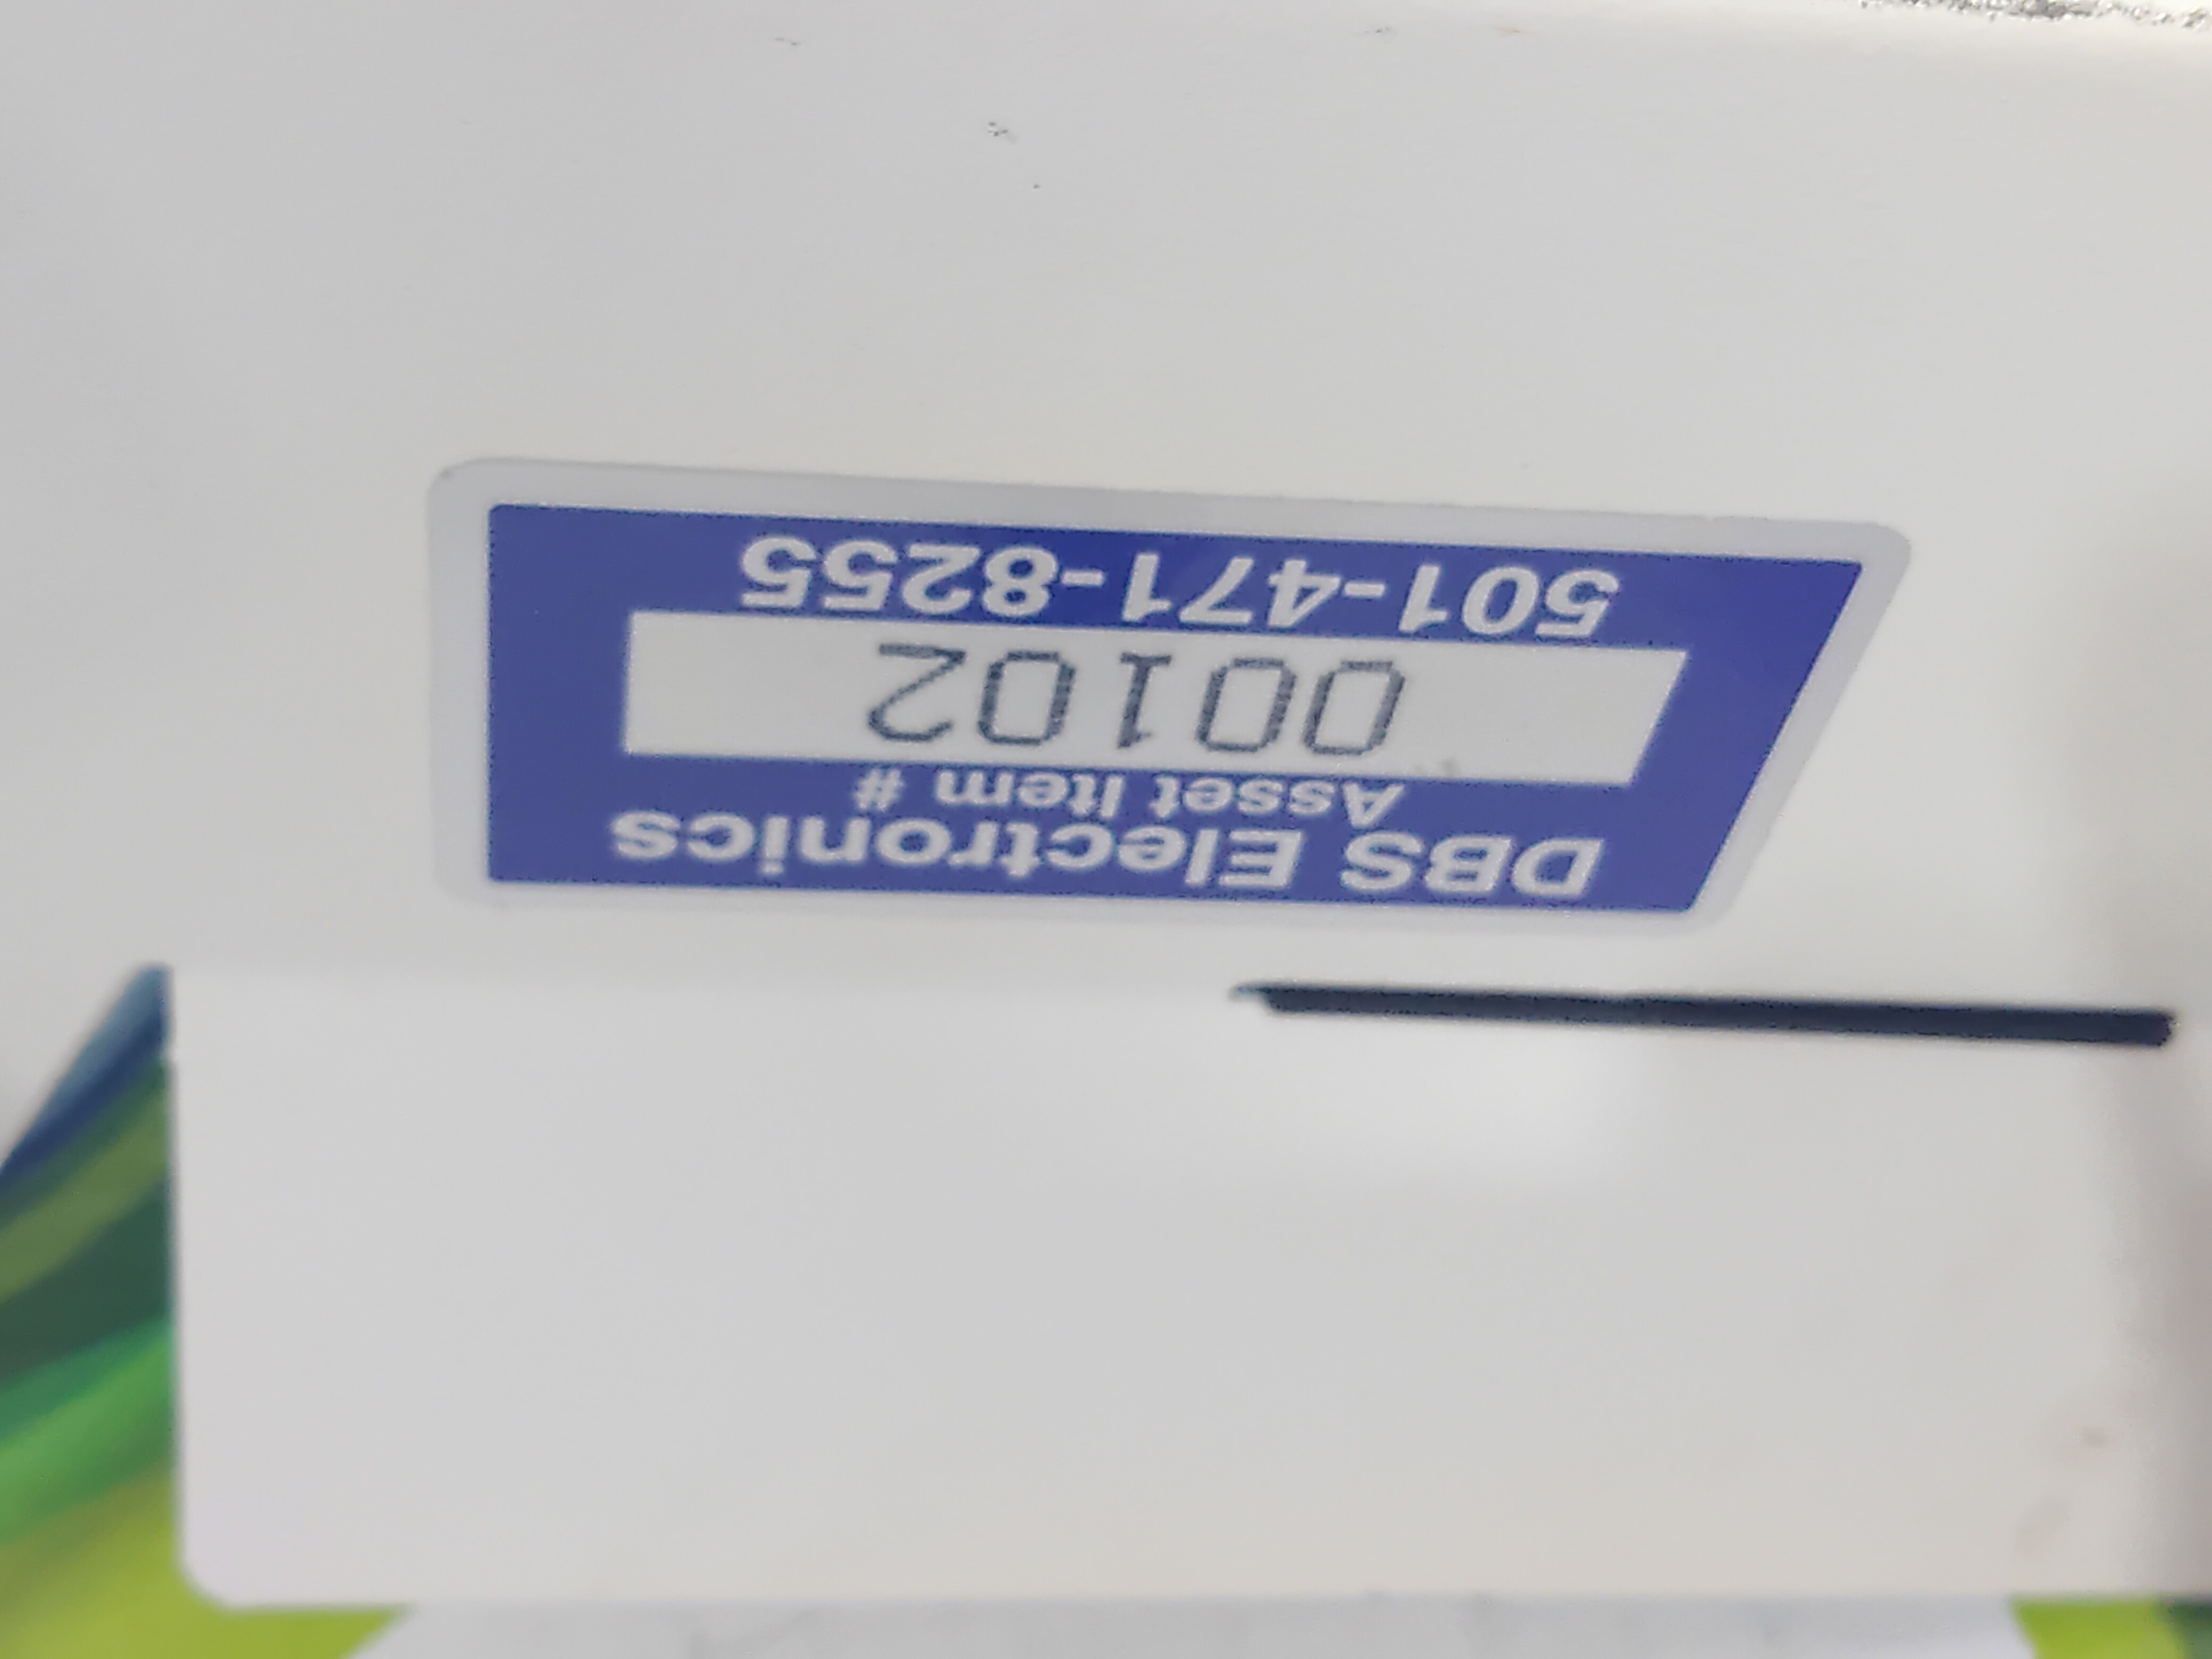 DBS Electronics
Asset Item #
00102
501-471-8255